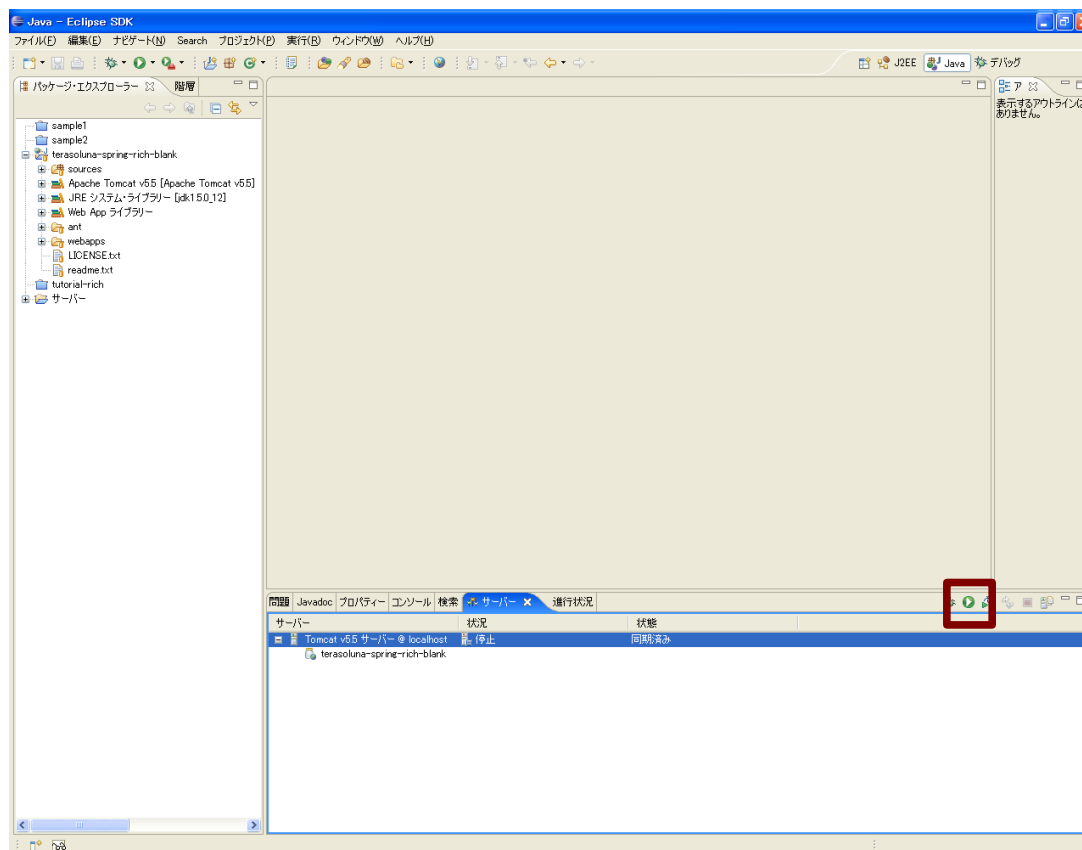 Java - Eclipse SDK
ファイル(F) 編集(E) ナビゲート(N) Search プロジェクト(P) 実行(R) ウィンドウ(W) ヘルプ(H)
J2EE Java デバッグ
パッケージ・エクスプローラー 階層
ア
表示するアウトライン
ありません。
sample1
sample2
terasoluna-spring-rich-blank
sources
Apache Tomcat v5.5 [Apache Tomcat v5.5]
JRE システム・ライブラリー [jdk1.5.0_12]
Web App ライブラリー
ant
webapps
LICENSE.txt
readme.txt
tutorial-rich
サーバー
問題 Javadoc プロパティー コンソール 検索 サーバー 進行状況
サーバー 状況 状態
Tomcat v5.5 サーバー @ localhost 停止 同期済み
terasoluna-spring-rich-blank